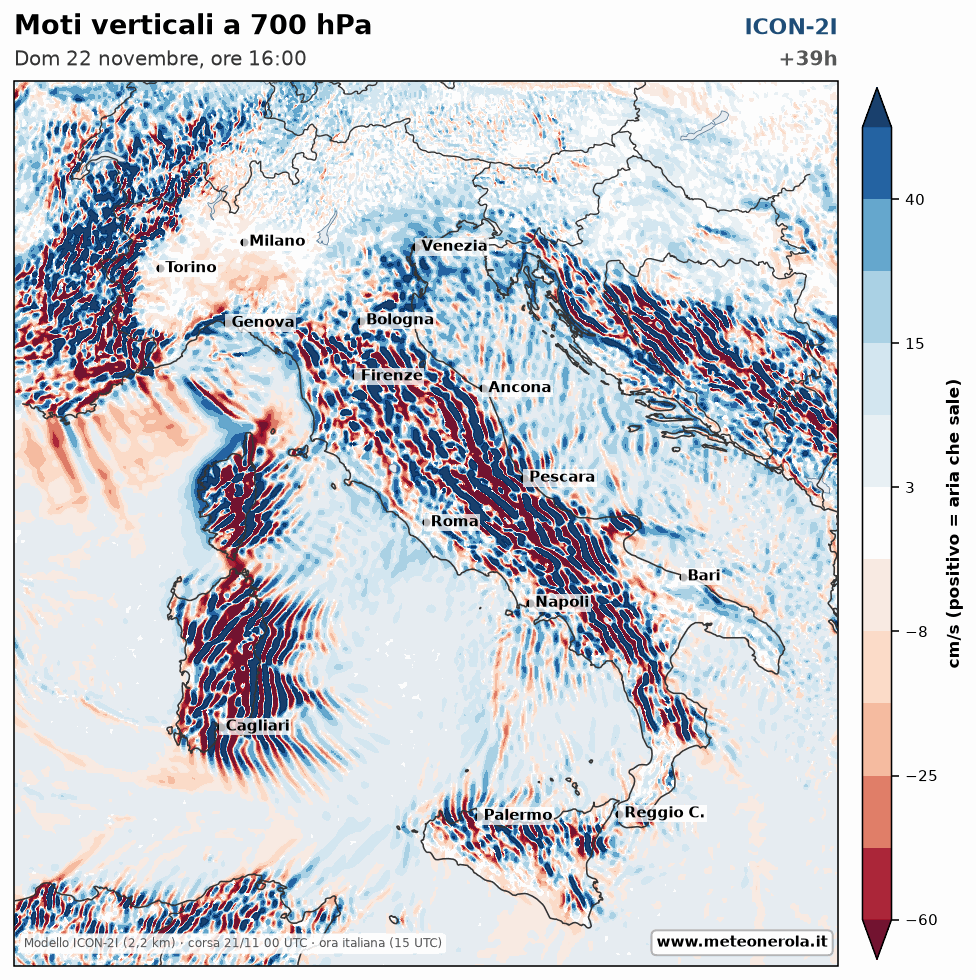 Moti verticali a 700 hPa
ICON-2I
Dom 22 novembre, ore 16:00
+39h
Milano
Venezia
Torino
Genova
Bologna
Firenze
Ancona
Pescara
Roma
Bari
Napoli
Cagliari
Palermo
Reggio C.
40
15
3
−8
−25
−60
cm/s (positivo = aria che sale)
Modello ICON-2I (2,2 km) · corsa 21/11 00 UTC · ora italiana (15 UTC)
www.meteonerola.it